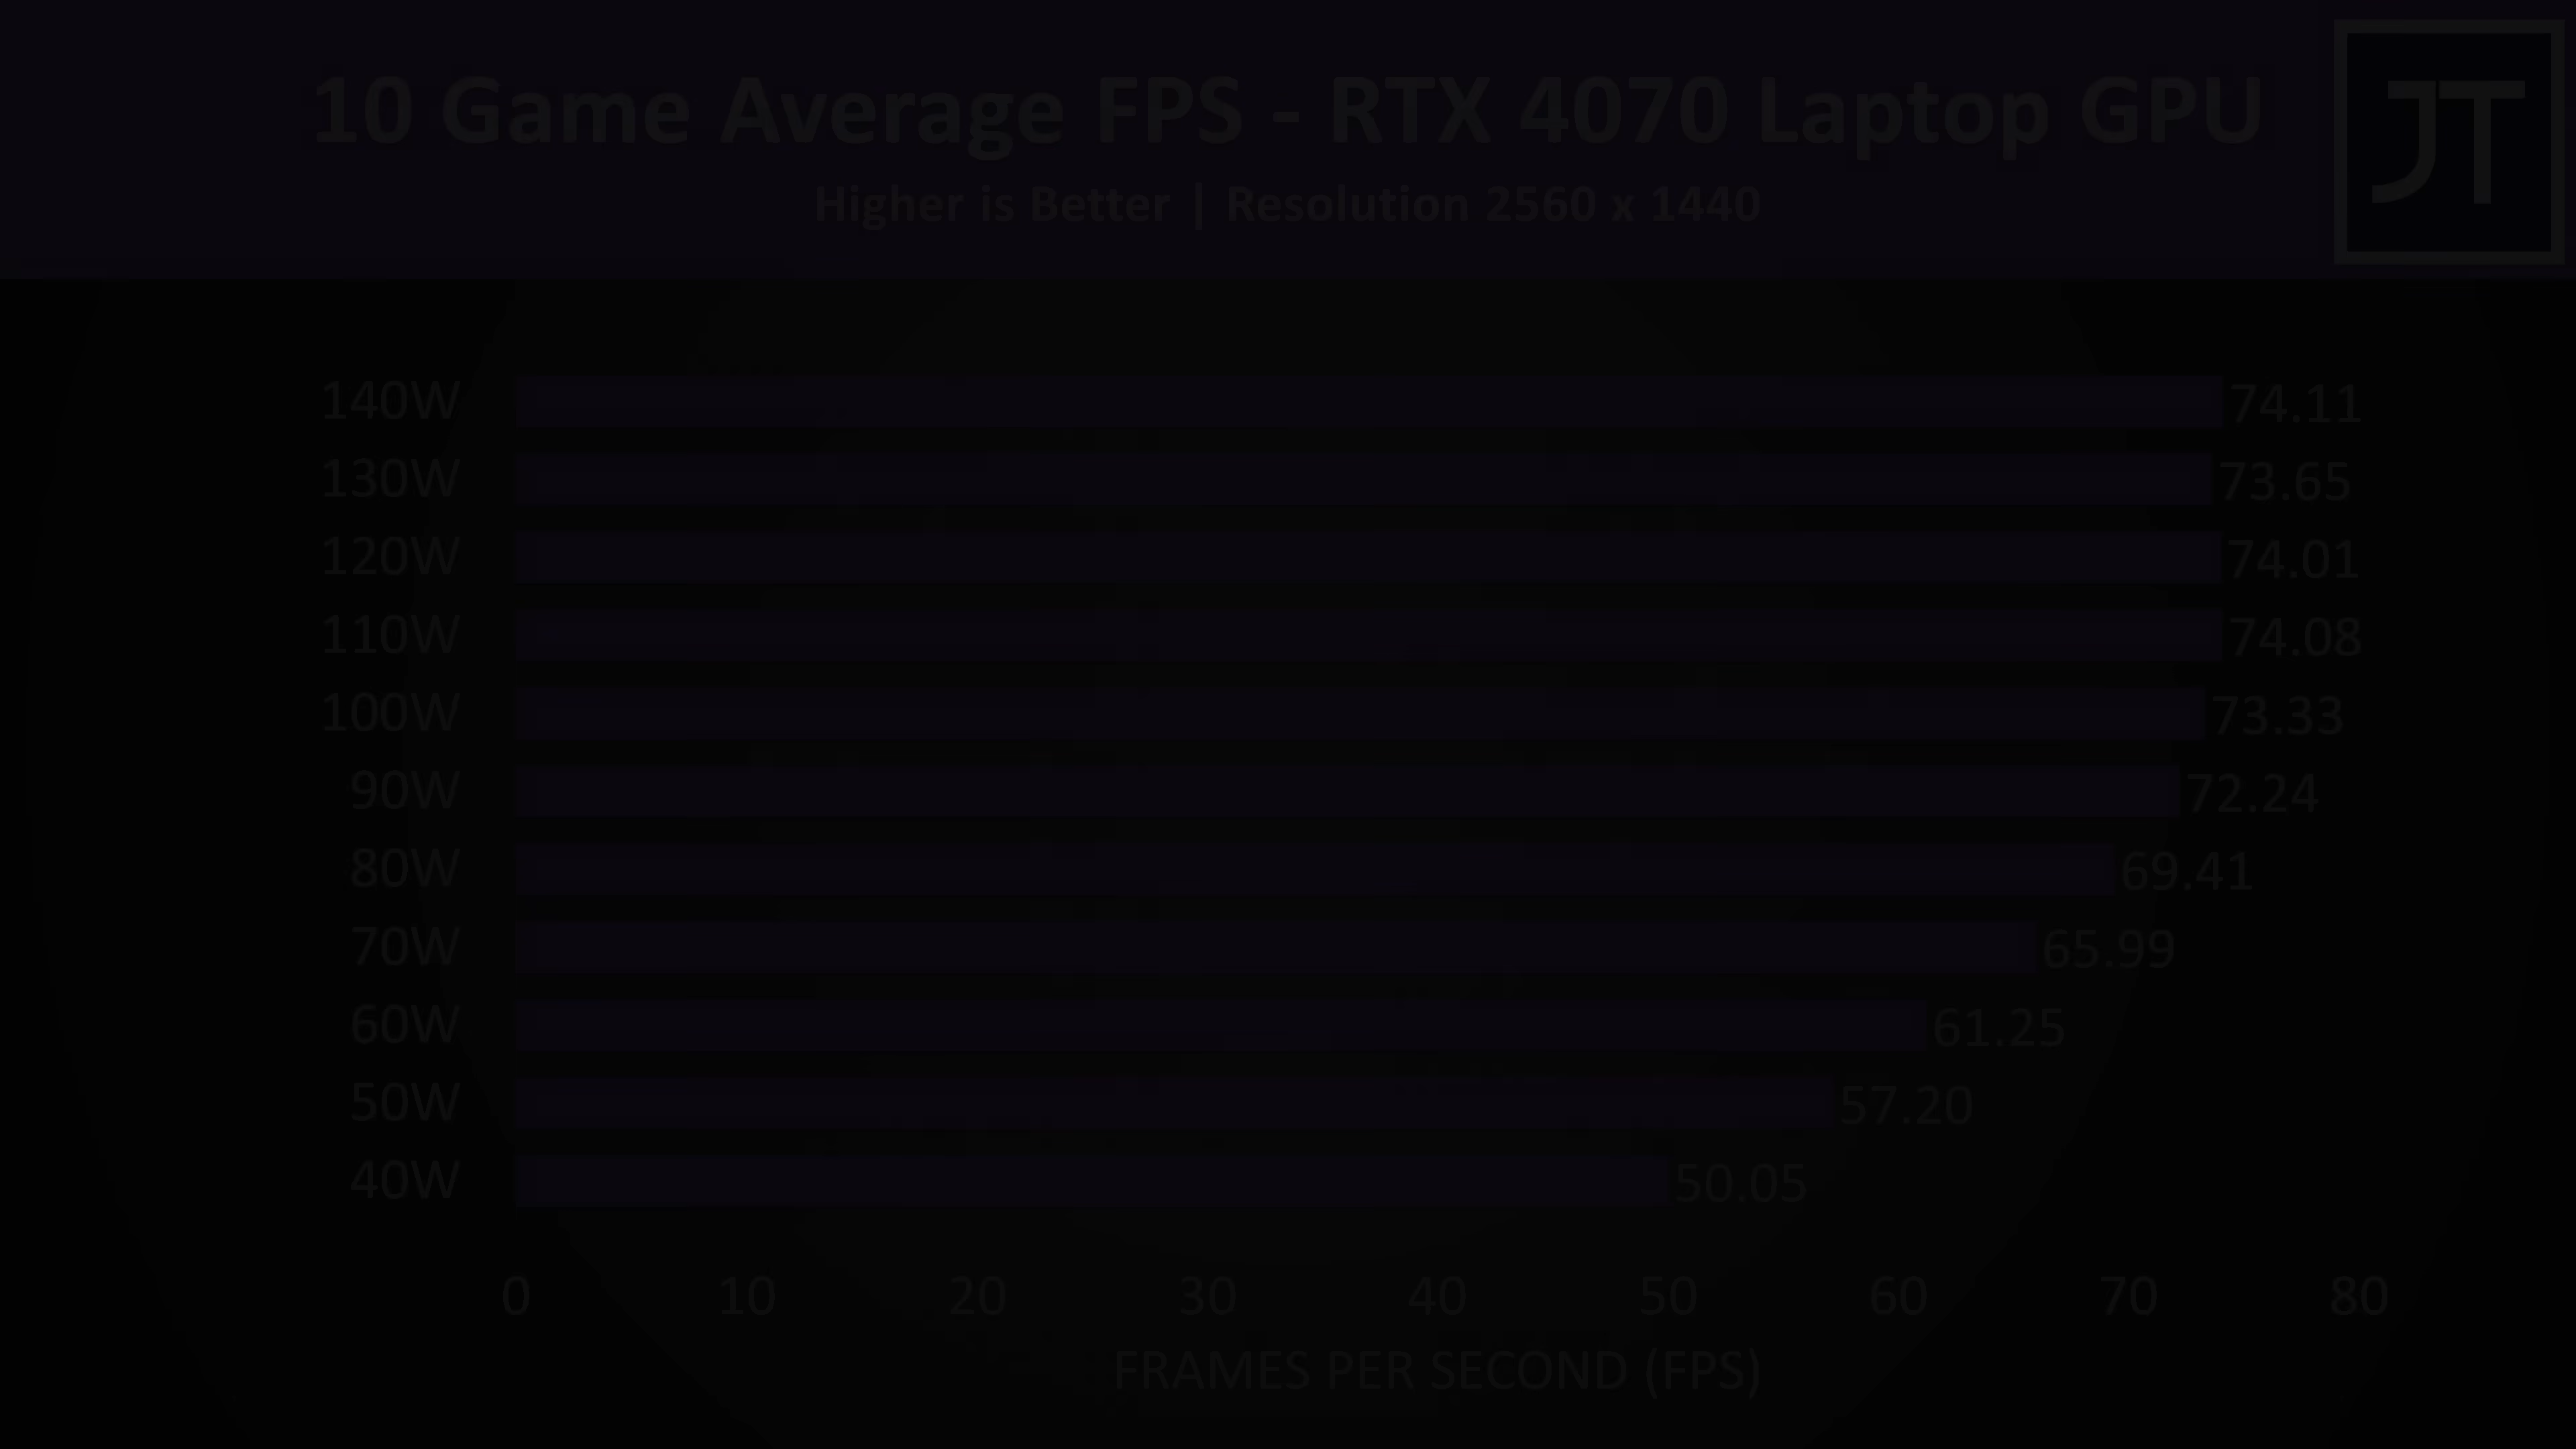 10 Game Average FPS - RTX 4070 Laptop GPU
JT
Higher is Better | Resolution 2560 x 1440
140W 74.11
130W 73.65
120W 74.01
110W 74.08
100W 73.33
90W 72.24
80W 69.41
70W 65.99
60W 61.25
50W 57.20
40W 50.05
0 10 20 30 40 50 60 70 80
FRAMES PER SECOND (FPS)